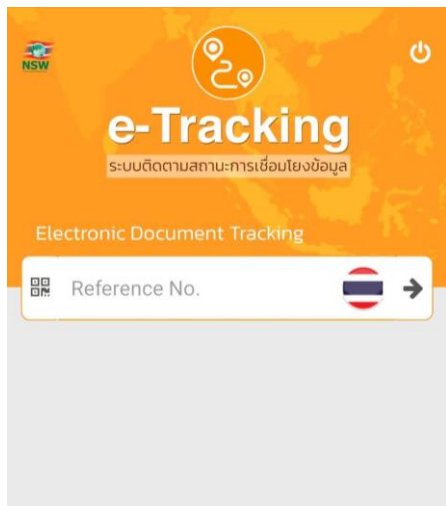 NSW
e-Tracking
ระบบติดตามสถานะการเชื่อมโยงข้อมูล
Electronic Document Tracking
Reference No.